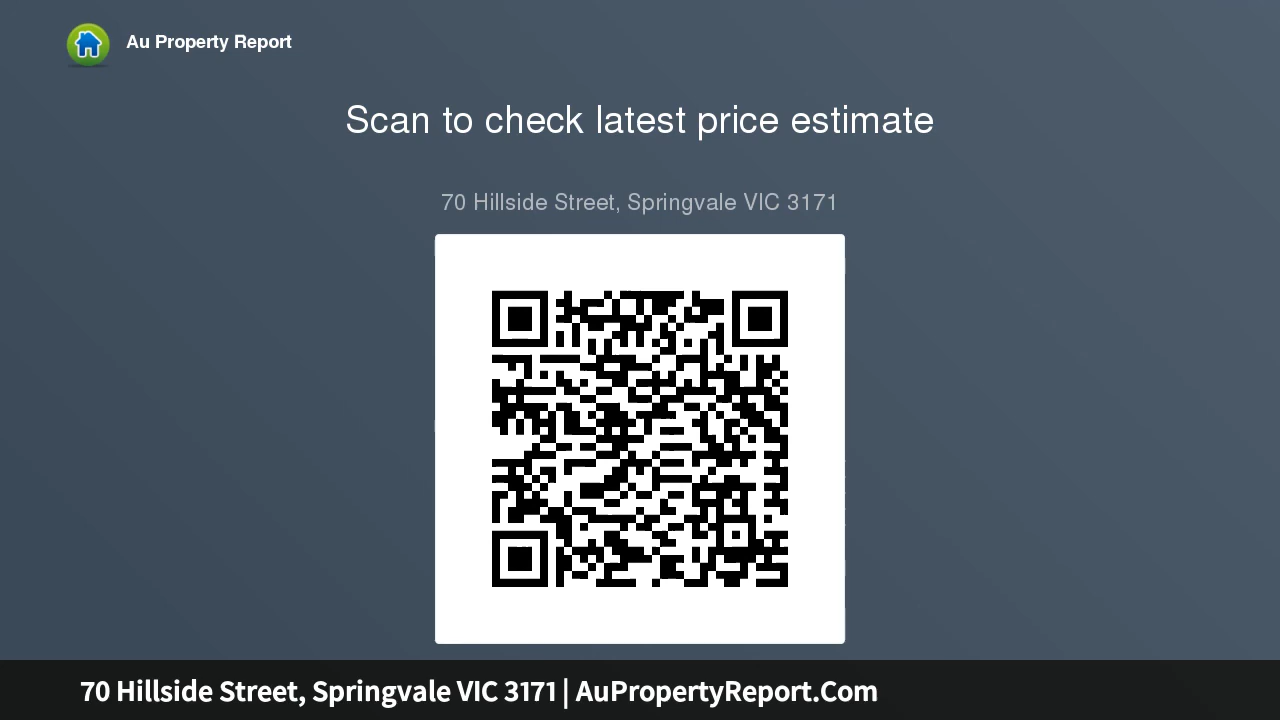 Au Property Report
Scan to check latest price estimate
70 Hillside Street, Springvale VIC 3171
70 Hillside Street, Springvale VIC 3171 | AuPropertyReport.Com